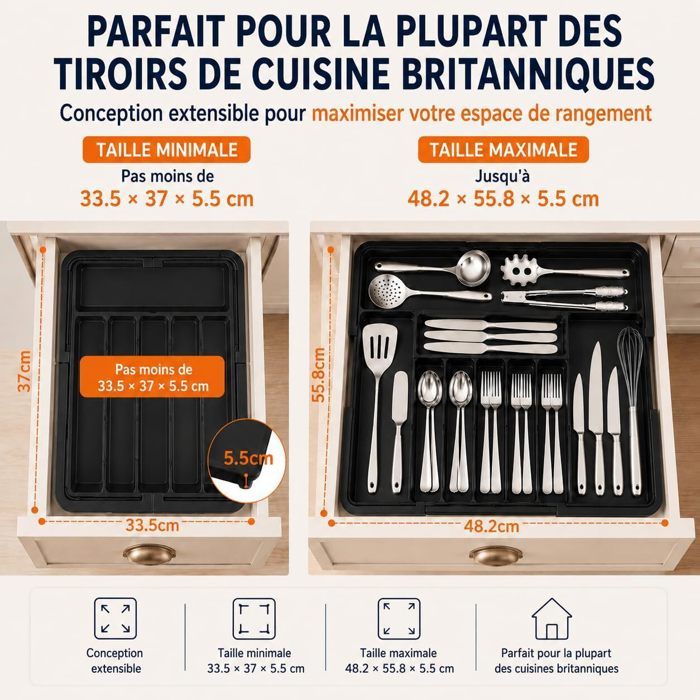 PARFAIT POUR LA PLUPART DES
TIROIRS DE CUISINE BRITANNIQUES
Conception extensible pour maximiser votre espace de rangement
TAILLE MINIMALE
Pas moins de
33.5 × 37 × 5.5 cm
TAILLE MAXIMALE
Jusqu'à
48.2 × 55.8 × 5.5 cm
37cm
Pas moins de
33.5 × 37 × 5.5 cm
5.5cm
33.5cm
55.8cm
48.2cm
Conception
extensible
Taille minimale
33.5 × 37 × 5.5 cm
Taille maximale
48.2 × 55.8 × 5.5 cm
Parfait pour la plupart
des cuisines britanniques